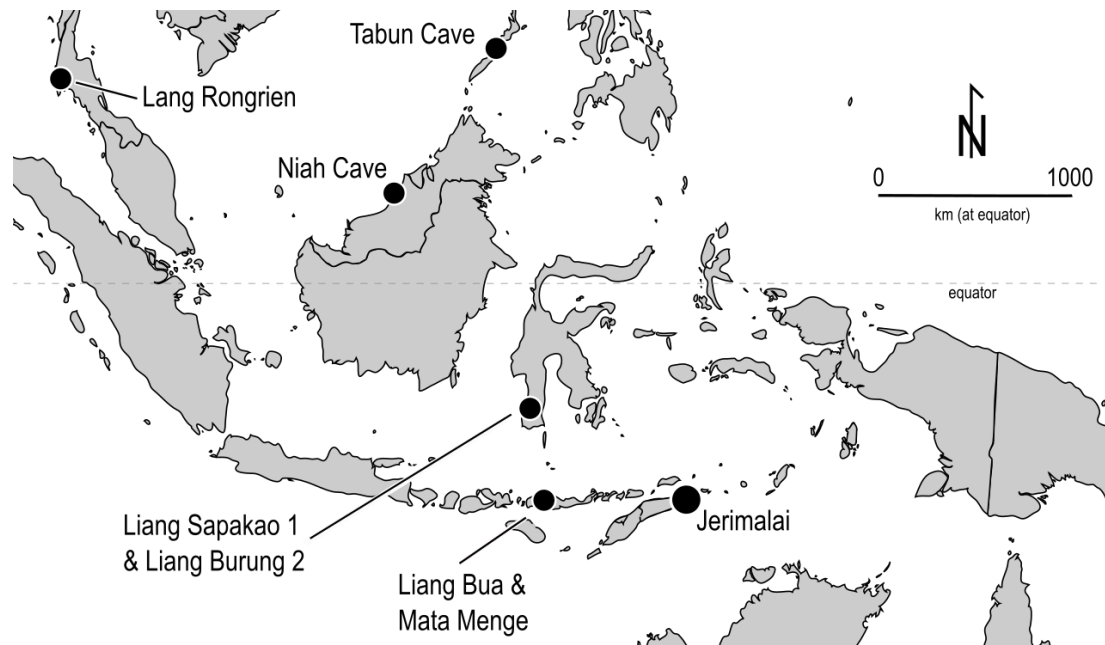 Tabun Cave
Lang Rongrien
N
Niah Cave
0 1000
km (at equator)
equator
Liang Sapakao 1
& Liang Burung 2
Jerimalai
Liang Bua &
Mata Menge